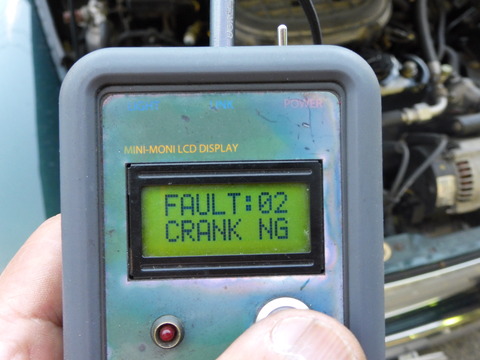 POWER
MINI-MONI LCD DISPLAY
FAULT:02
CRANK NG